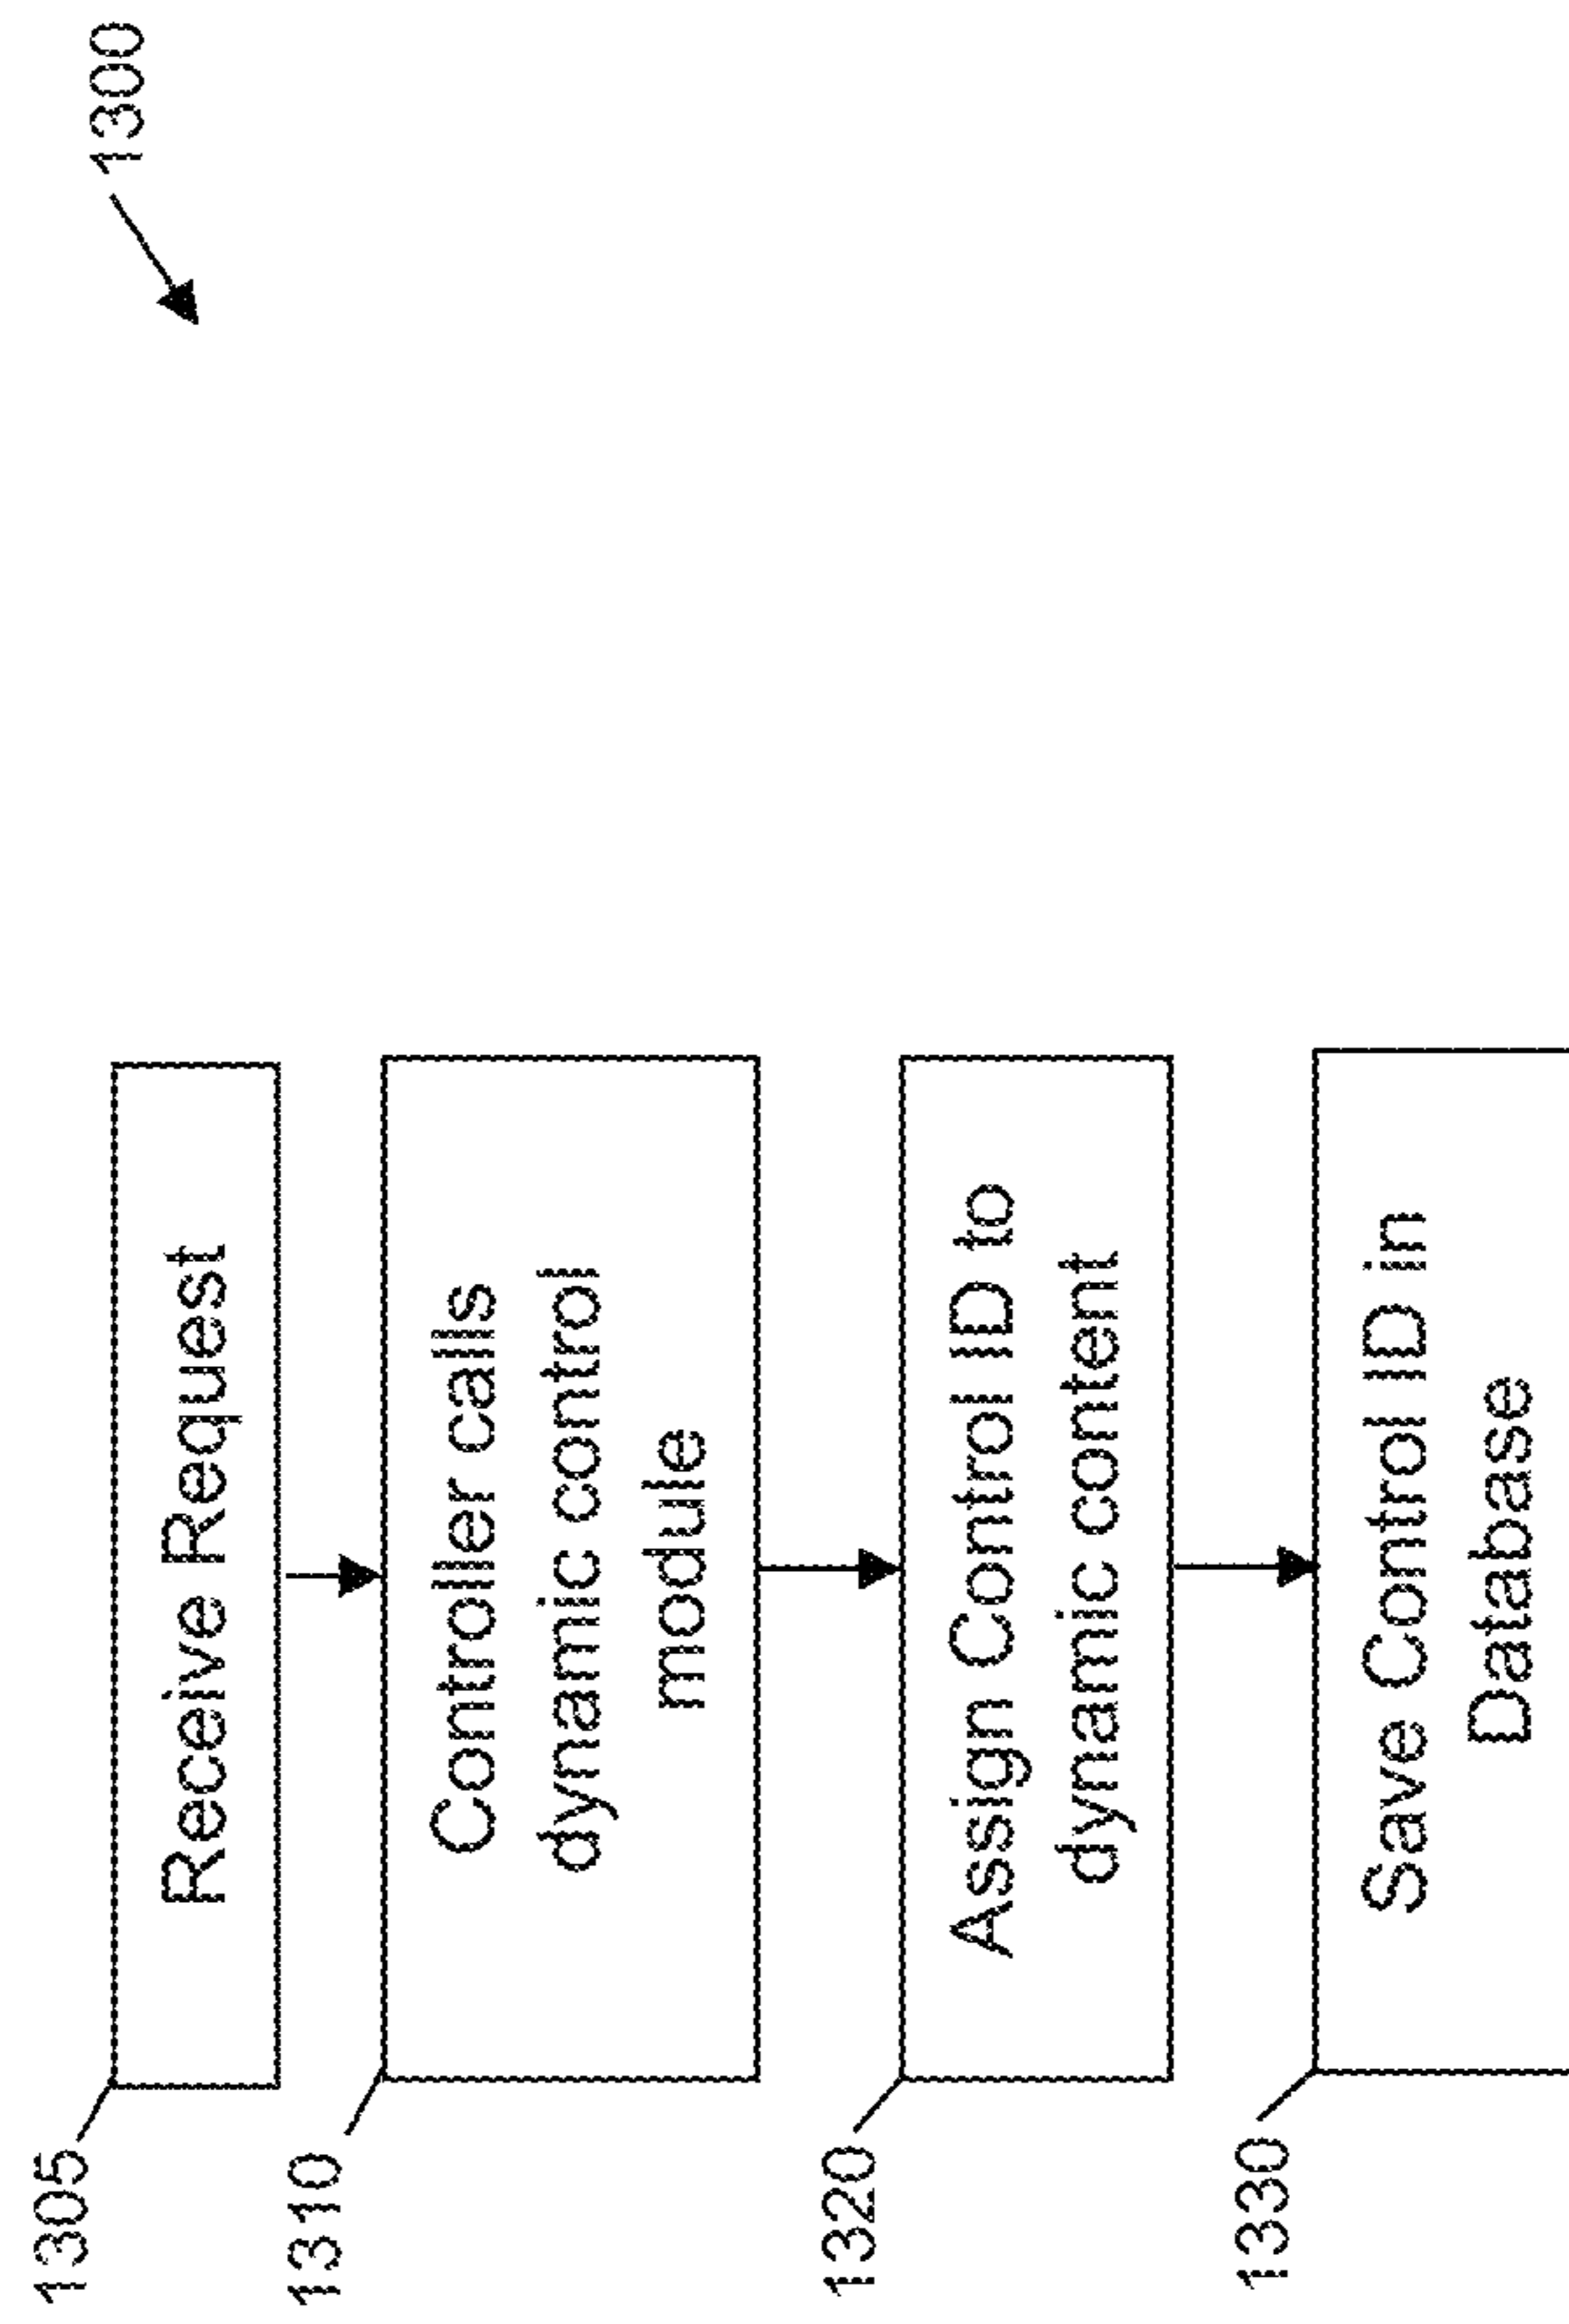 1300
1305
Receive Request
1310
Controller calls
dynamic control
module
1320
Assign Control ID to
dynamic content
1330
Save Control ID in
Database